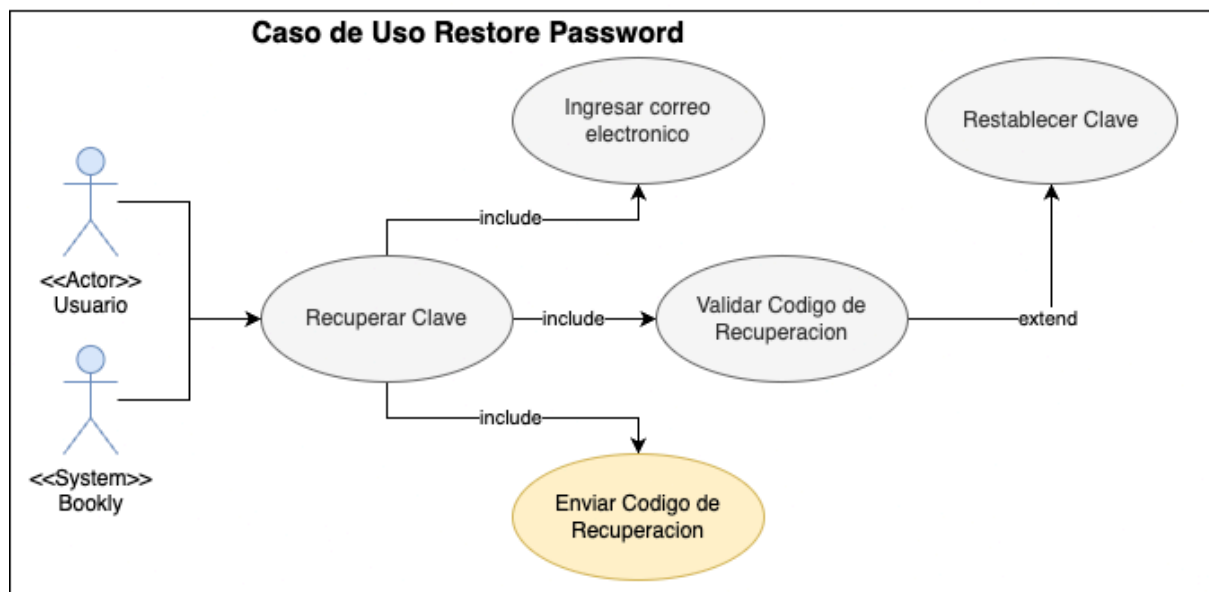 Caso de Uso Restore Password
Ingresar correo
electronico
Restablecer Clave
include
<<Actor>>
Usuario
Recuperar Clave
include
Validar Codigo de
Recuperacion
extend
include
<<System>>
Bookly
Enviar Codigo de
Recuperacion